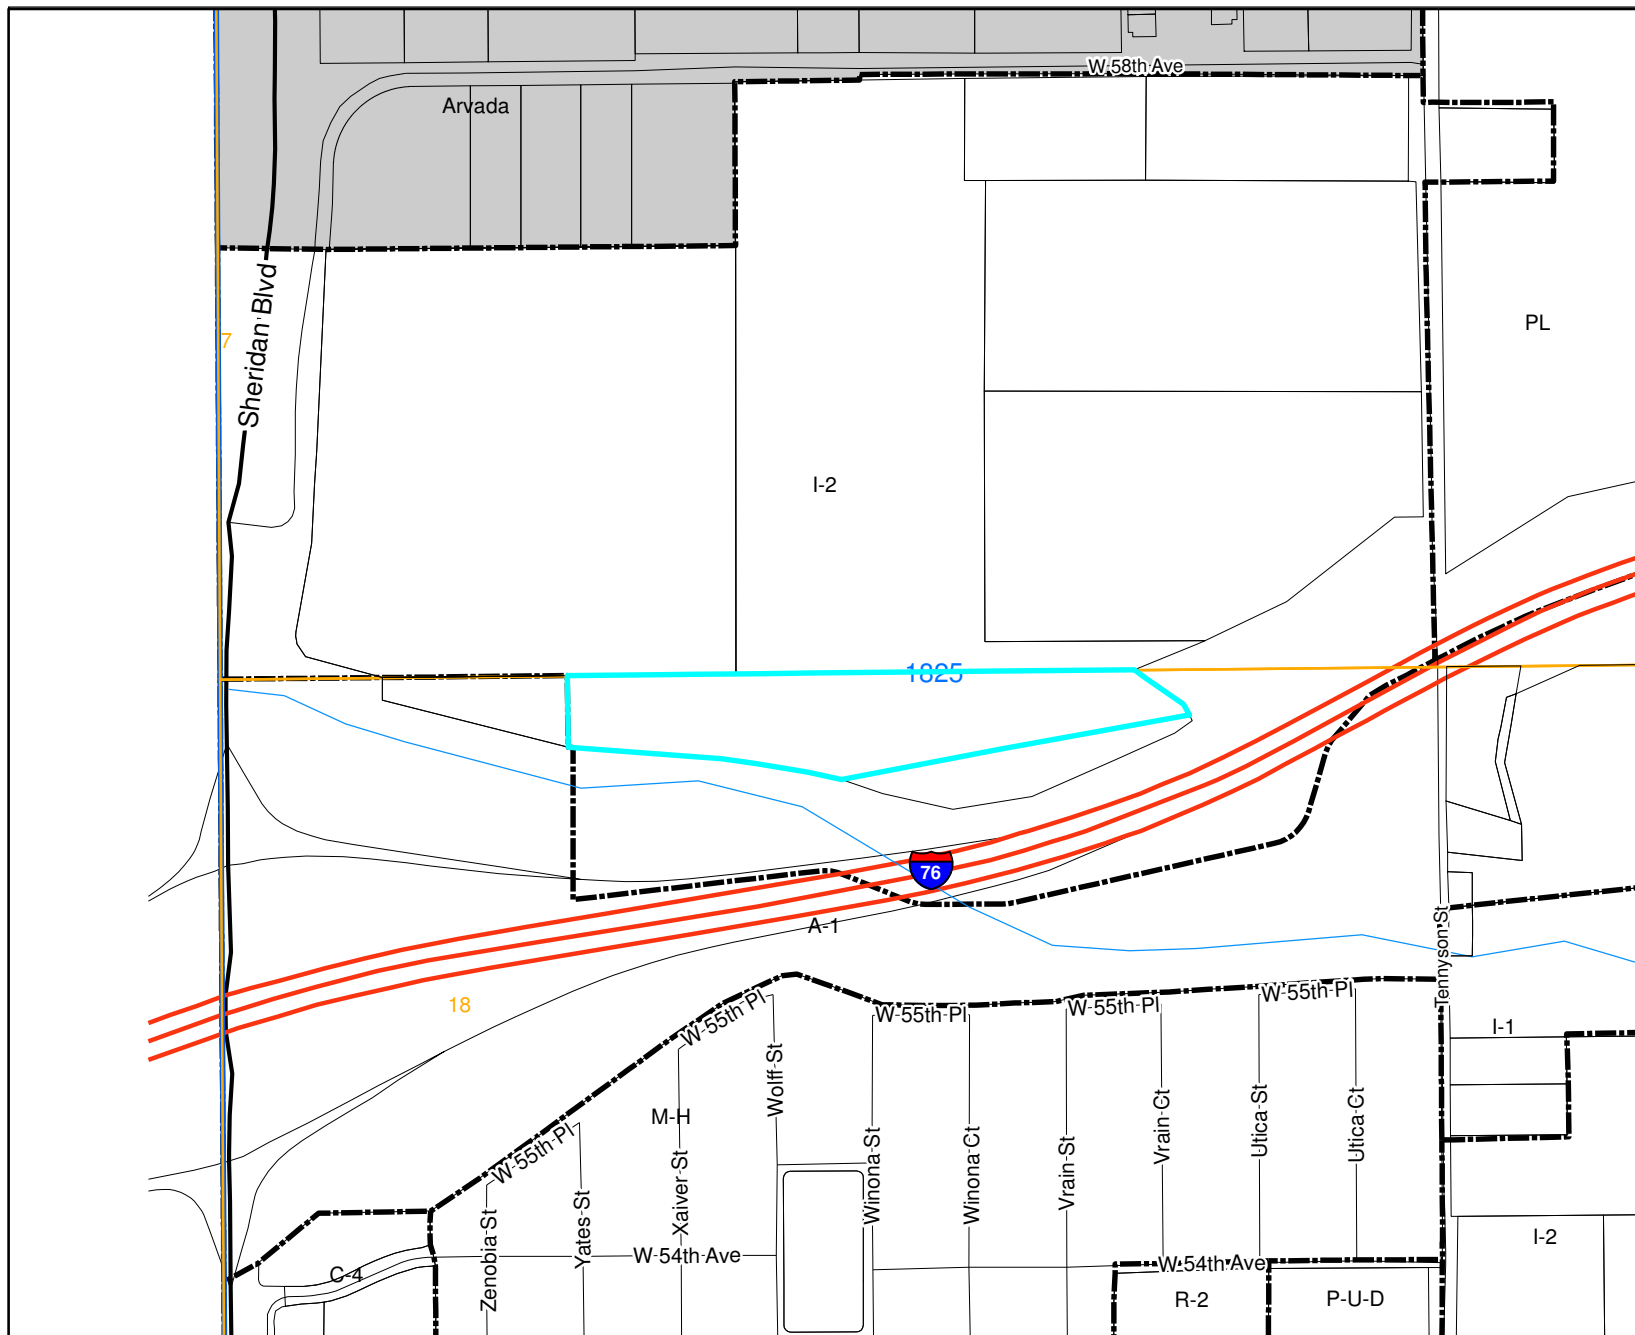 W 58th Ave
Arvada
Sheridan Blvd
7
PL
I-2
1825
76
A-1
18
Tennyson St
W 55th Pl
W 55th Pl
W 55th Pl
W 55th Pl
W 55th Pl
I-1
Wolff St
M-H
Vrain Ct
Utica St
Utica Ct
Xaiver St
Winona St
Winona Ct
Vrain St
Zenobia St
Yates St
W 54th Ave
W 54th Ave
I-2
C-4
R-2
P-U-D